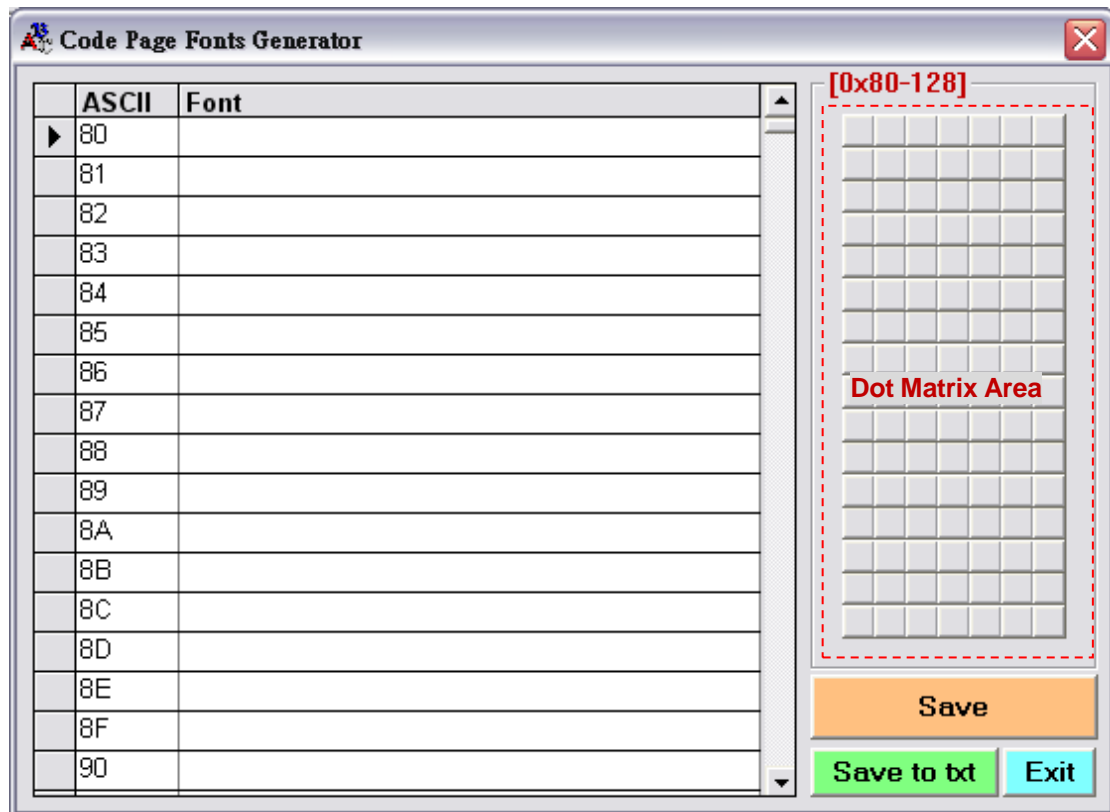 Code Page Fonts Generator
ASCII Font
80
81
82
83
84
85
86
87
88
89
8A
8B
8C
8D
8E
8F
90
[0x80-128]
Dot Matrix Area
Save
Save to txt
Exit